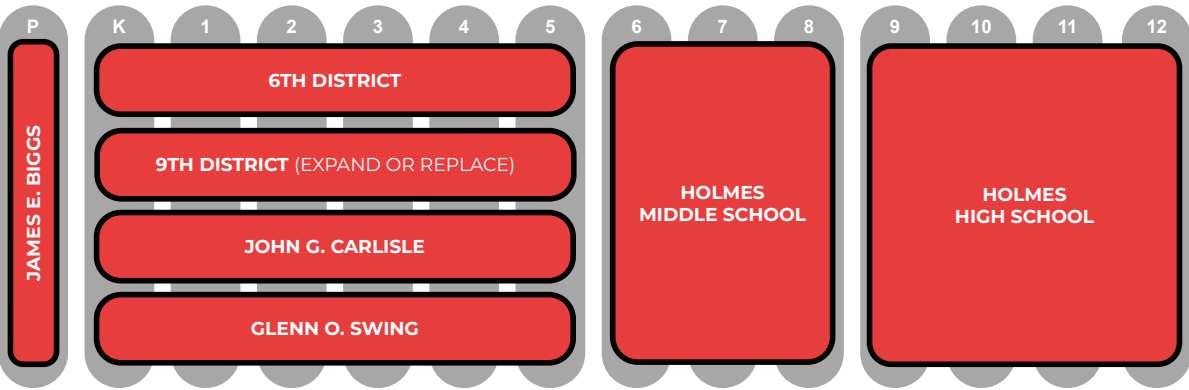 P K 1 2 3 4 5 6 7 8 9 10 11 12
JAMES E. BIGGS
6TH DISTRICT
9TH DISTRICT (EXPAND OR REPLACE)
JOHN G. CARLISLE
GLENN O. SWING
HOLMES
MIDDLE SCHOOL
HOLMES
HIGH SCHOOL